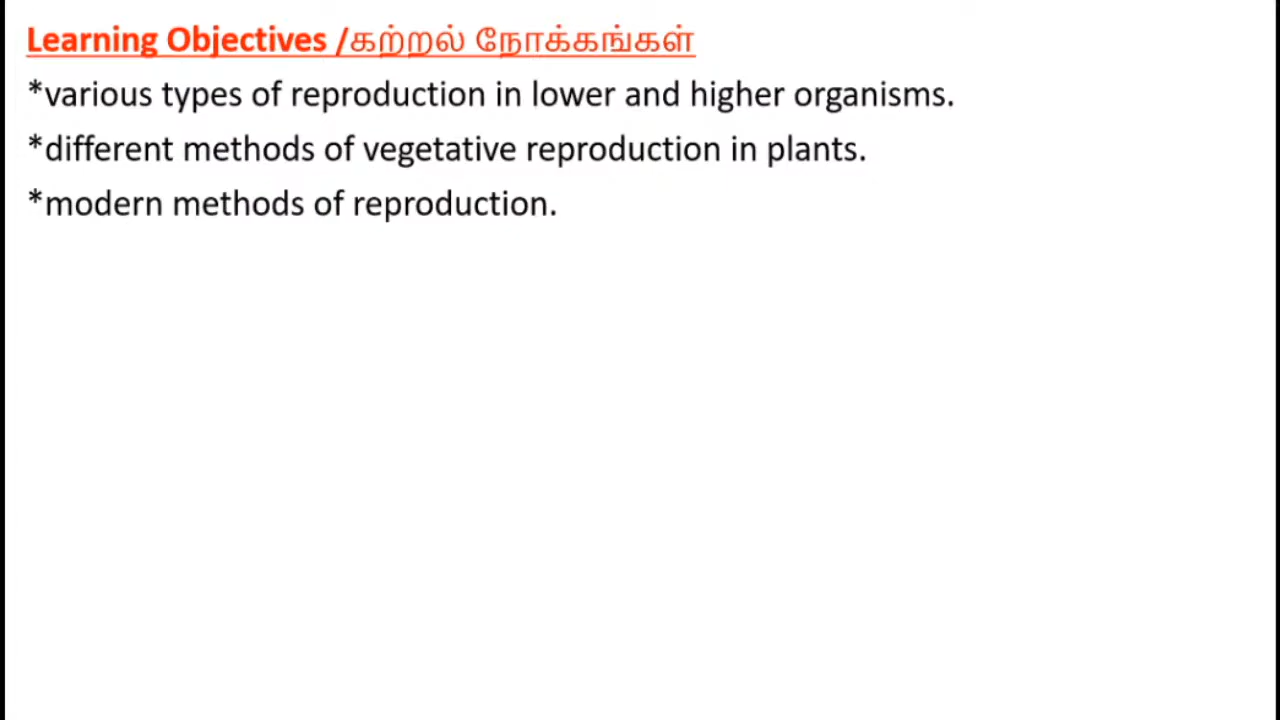 Learning Objectives /கற்றல் நோக்கங்கள்
*various types of reproduction in lower and higher organisms.
*different methods of vegetative reproduction in plants.
*modern methods of reproduction.